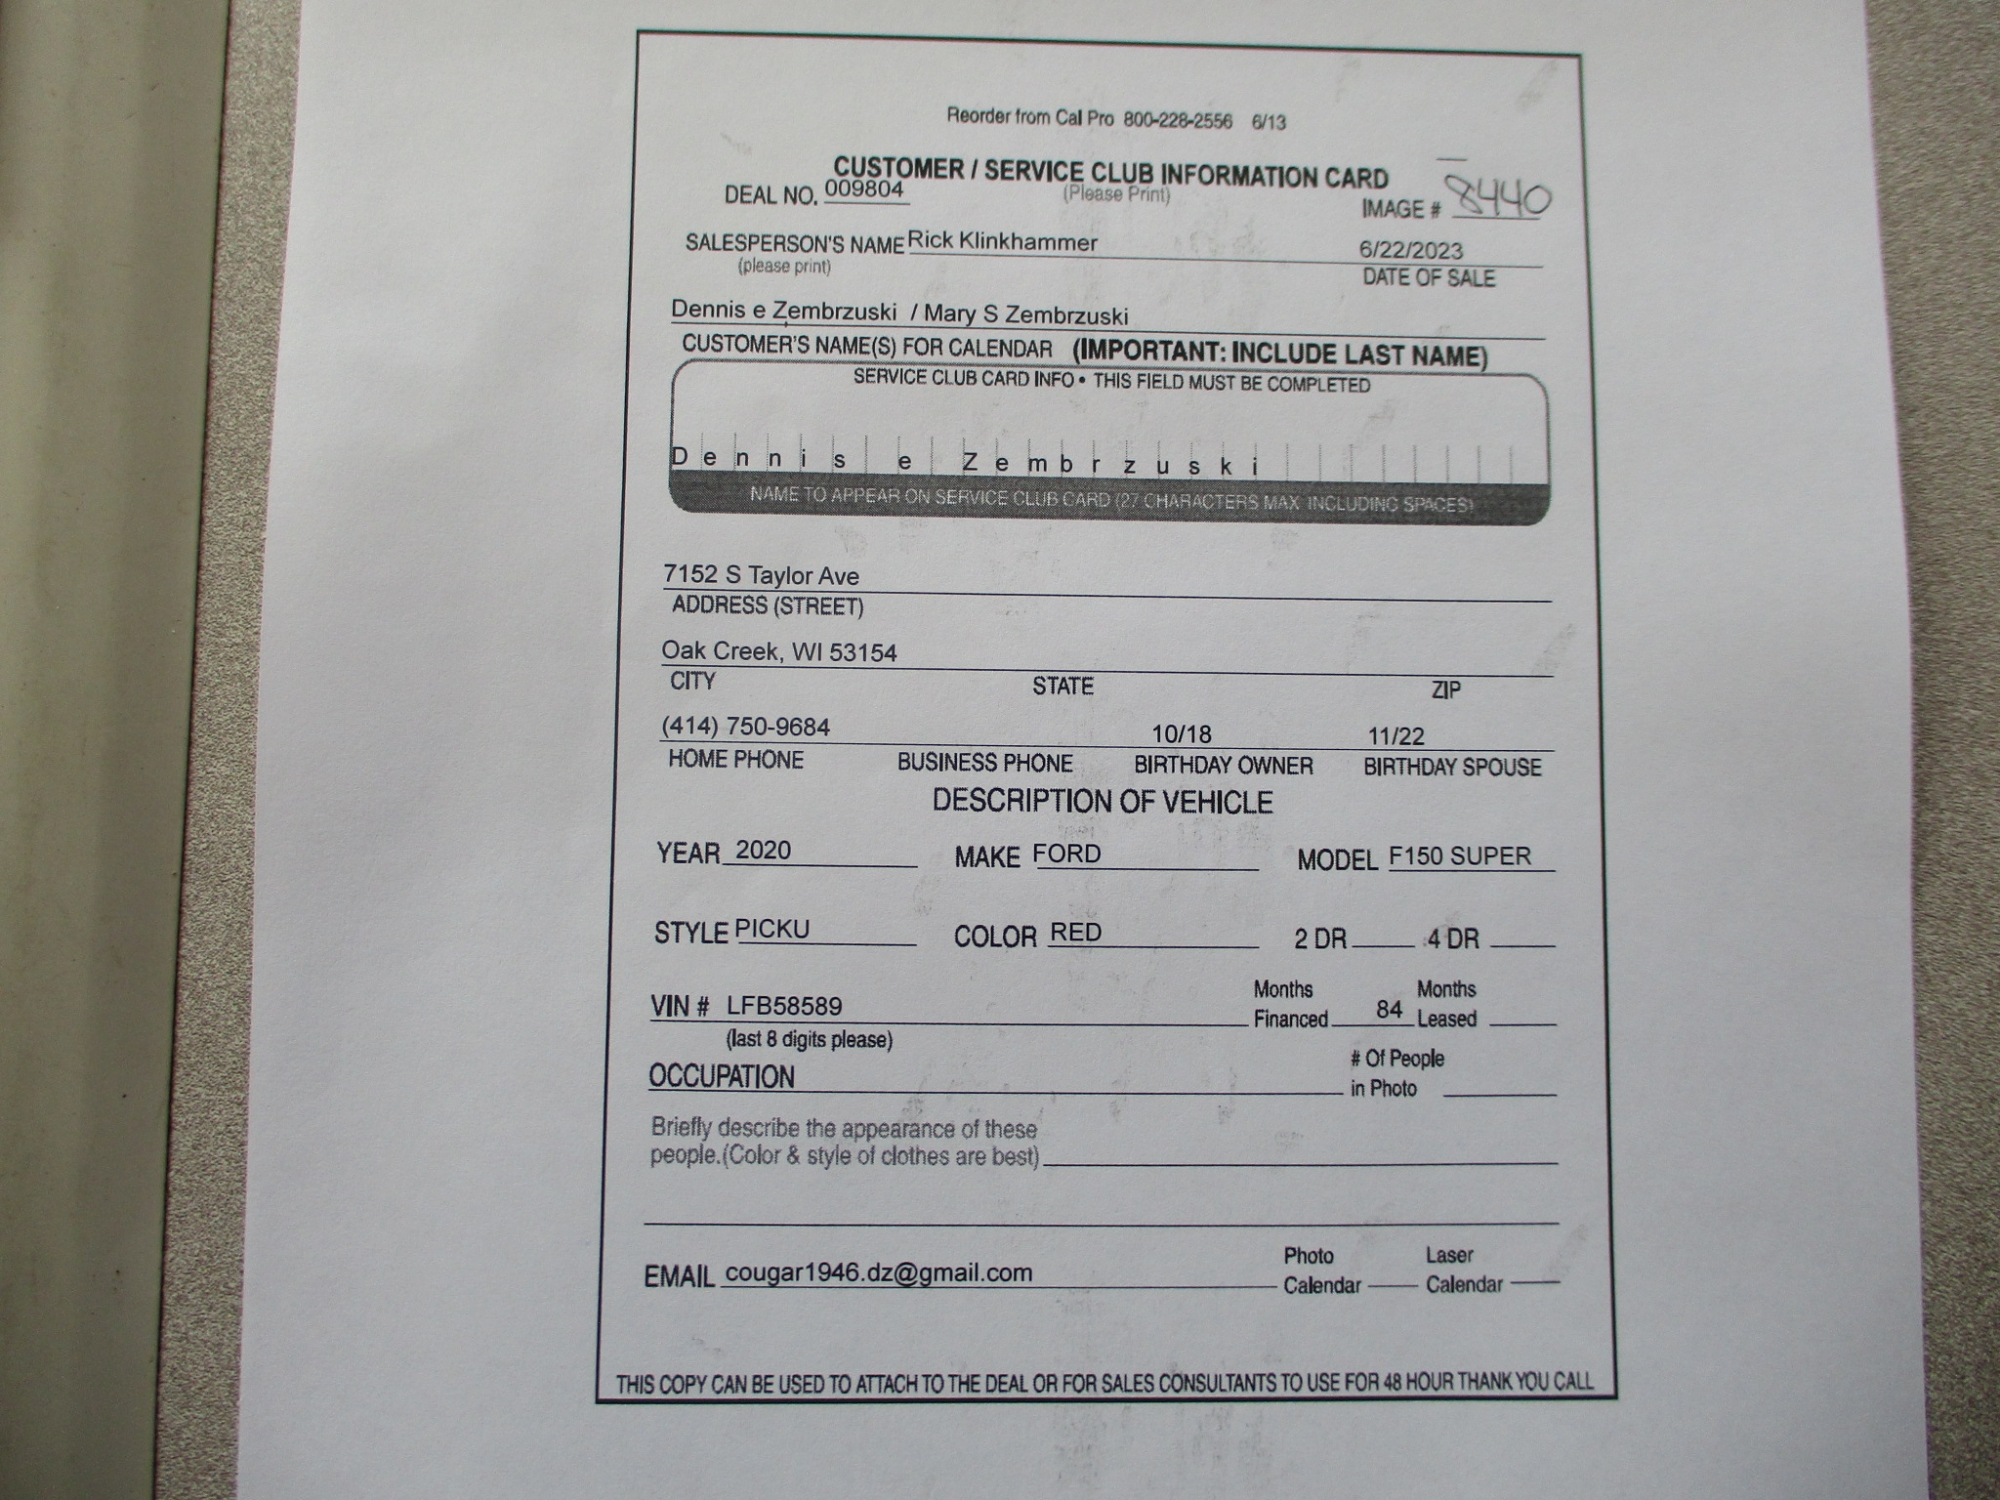 Reorder from Cal Pro 800-228-2556 6/13
CUSTOMER / SERVICE CLUB INFORMATION CARD
DEAL NO. 009804 (Please Print) IMAGE # 8440
SALESPERSON'S NAME Rick Klinkhammer 6/22/2023
(please print) DATE OF SALE
Dennis e Zembrzuski / Mary S Zembrzuski
CUSTOMER'S NAME(S) FOR CALENDAR (IMPORTANT: INCLUDE LAST NAME)
SERVICE CLUB CARD INFO • THIS FIELD MUST BE COMPLETED
Dennis e Zembrzuski
NAME TO APPEAR ON SERVICE CLUB CARD (27 CHARACTERS MAX. INCLUDING SPACES)
7152 S Taylor Ave
ADDRESS (STREET)
Oak Creek, WI 53154
CITY STATE ZIP
(414) 750-9684 10/18 11/22
HOME PHONE BUSINESS PHONE BIRTHDAY OWNER BIRTHDAY SPOUSE
DESCRIPTION OF VEHICLE
YEAR 2020 MAKE FORD MODEL F150 SUPER
STYLE PICKU COLOR RED 2 DR 4 DR
Months Months
VIN # LFB58589 Financed 84 Leased
(last 8 digits please)
# Of People
OCCUPATION in Photo
Briefly describe the appearance of these
people.(Color & style of clothes are best)
Photo Laser
EMAIL cougar1946.dz@gmail.com Calendar Calendar
THIS COPY CAN BE USED TO ATTACH TO THE DEAL OR FOR SALES CONSULTANTS TO USE FOR 48 HOUR THANK YOU CALL